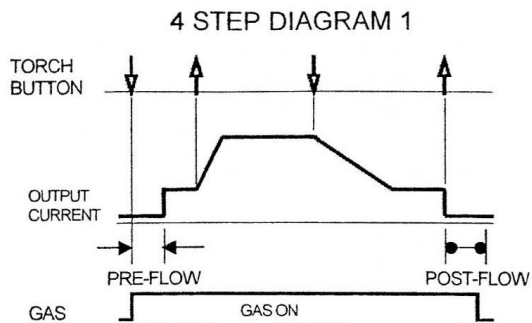 4 STEP DIAGRAM 1
TORCH
BUTTON
OUTPUT
CURRENT
PRE-FLOW
POST-FLOW
GAS
GAS ON